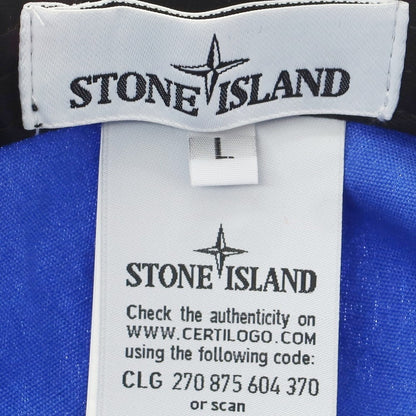 STONE ISLAND
L
STONE ISLAND
Check the authenticity on
WWW.CERTILOGO.COM
using the following code:
CLG 270 875 604 370
or scan